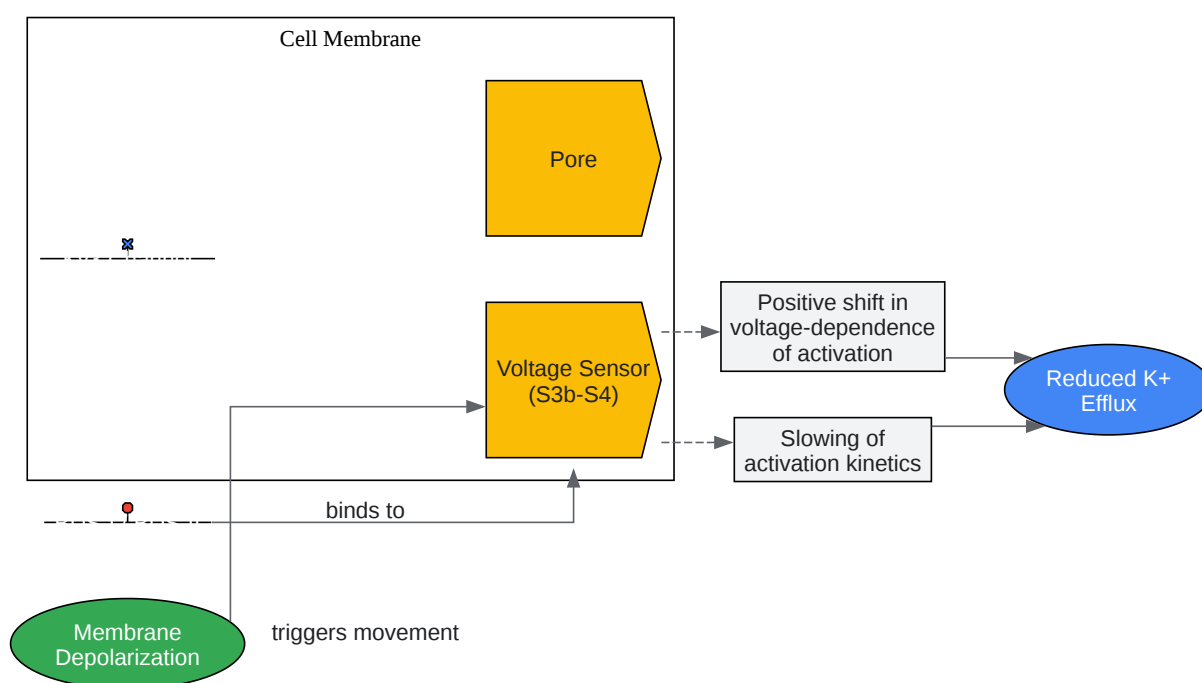 Cell Membrane
Pore
Positive shift in
voltage-dependence
of activation
Voltage Sensor
(S3b-S4)
Reduced K+
Efflux
Slowing of
activation kinetics
binds to
triggers movement
Membrane
Depolarization